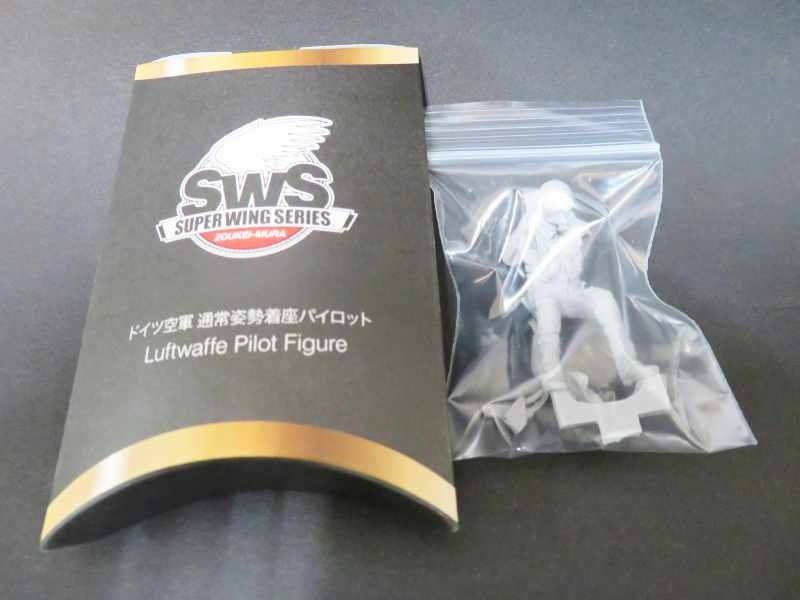 SWS
SUPER WING SERIES
ZOUKEI-MURA
ドイツ空軍 通常姿勢着座パイロット
Luftwaffe Pilot Figure